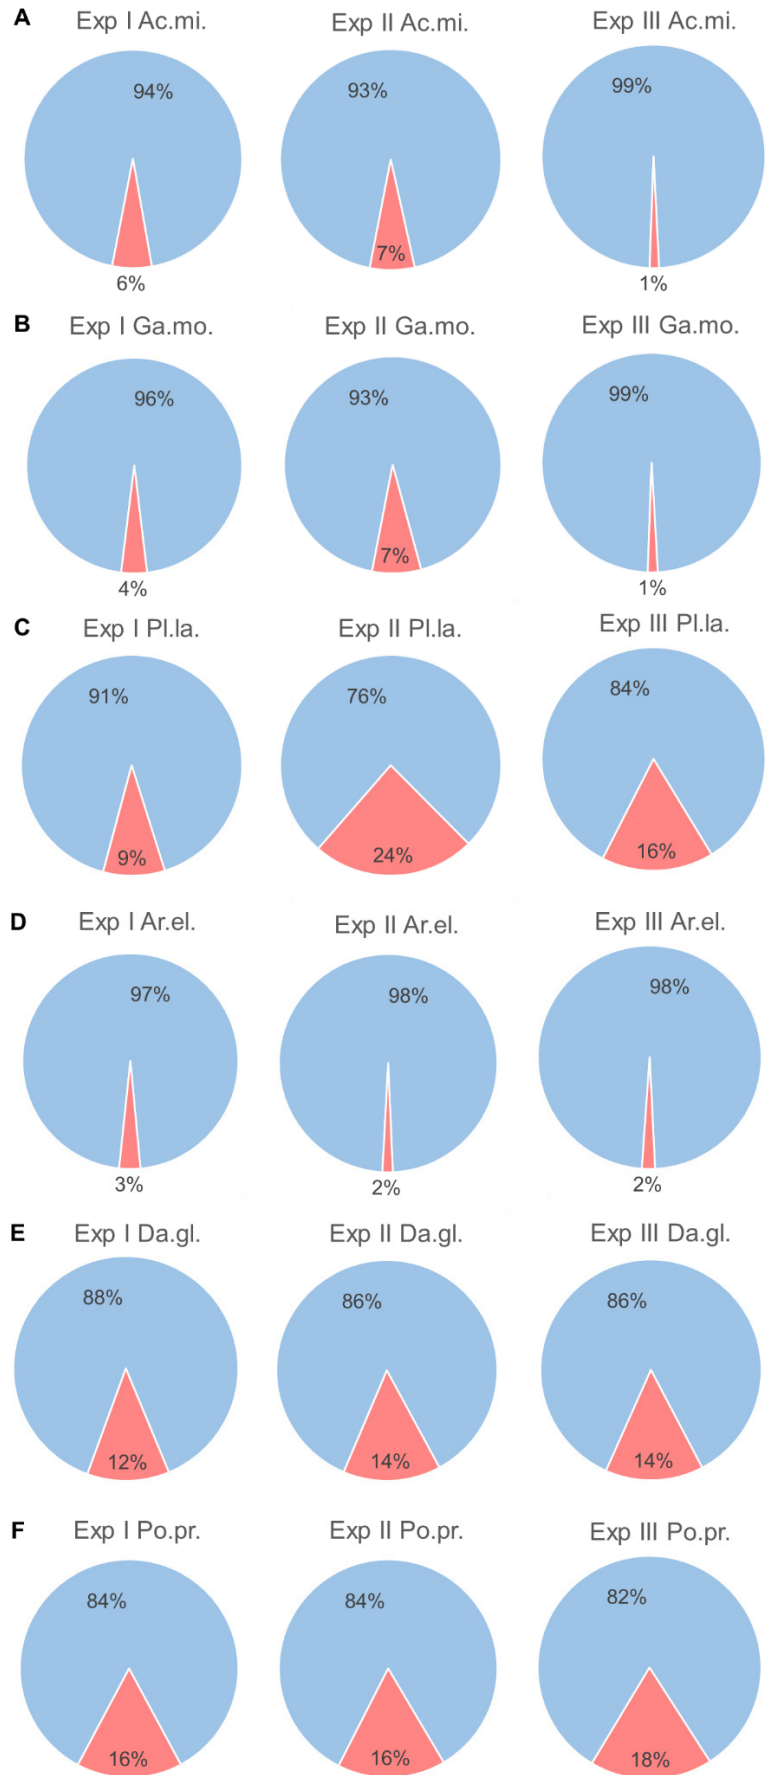 A Exp I Ac.mi. Exp II Ac.mi. Exp III Ac.mi.
94% 93% 99%
6% 7% 1%
B Exp I Ga.mo. Exp II Ga.mo. Exp III Ga.mo.
96% 93% 99%
4% 7% 1%
C Exp I Pl.la. Exp II Pl.la. Exp III Pl.la.
91% 76% 84%
9% 24% 16%
D Exp I Ar.el. Exp II Ar.el. Exp III Ar.el.
97% 98% 98%
3% 2% 2%
E Exp I Da.gl. Exp II Da.gl. Exp III Da.gl.
88% 86% 86%
12% 14% 14%
F Exp I Po.pr. Exp II Po.pr. Exp III Po.pr.
84% 84% 82%
16% 16% 18%